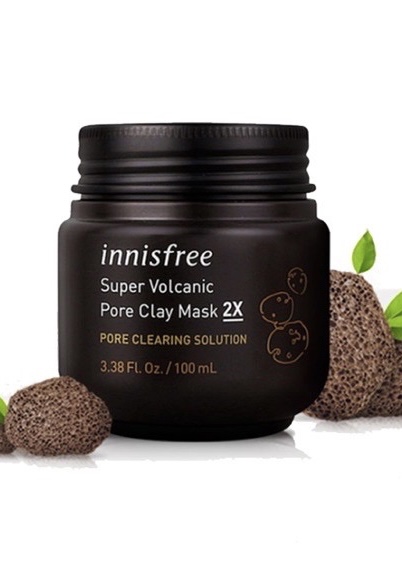 innisfree
Super Volcanic
Pore Clay Mask 2X
PORE CLEARING SOLUTION
3.38 Fl. Oz. / 100 mL